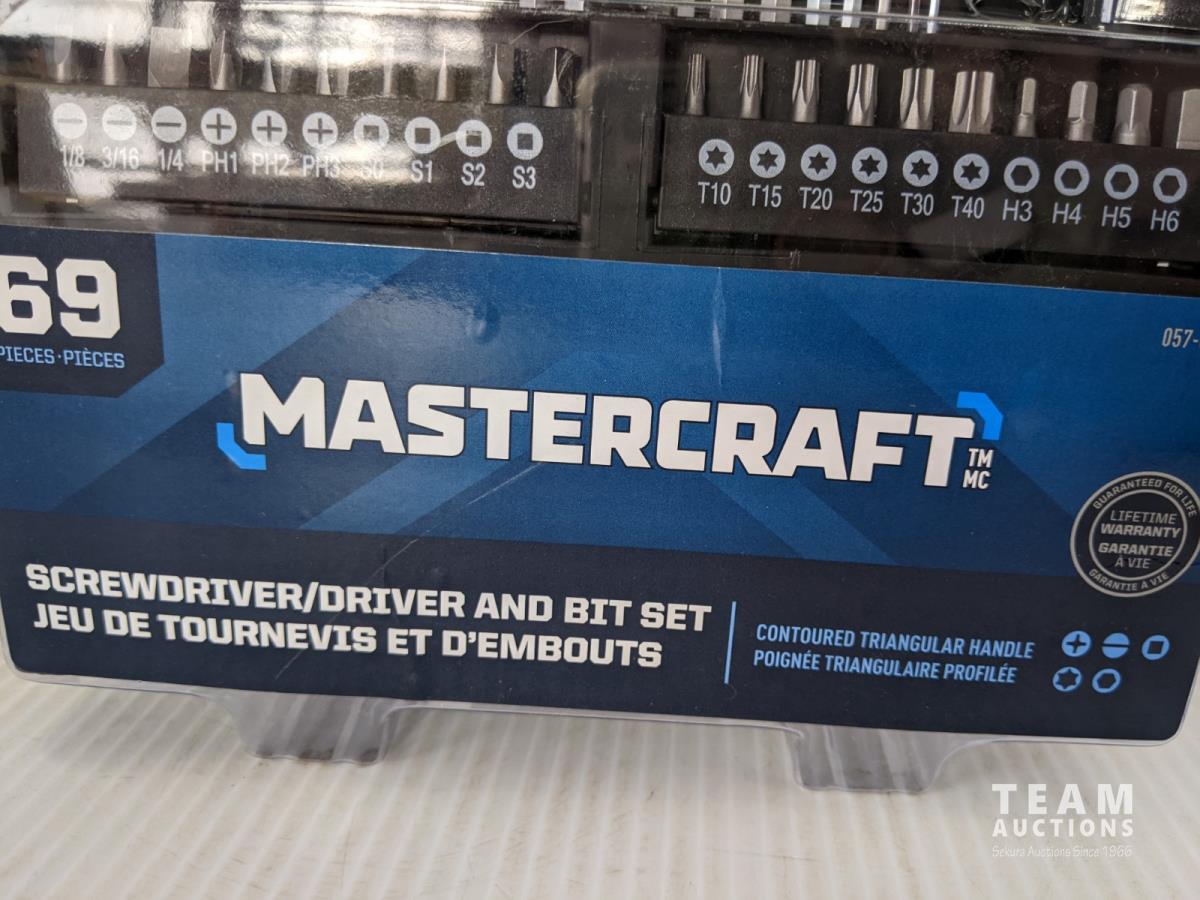 1/8 3/16 1/4 PH1 PH2 PH3 S0 S1 S2 S3
T10 T15 T20 T25 T30 T40 H3 H4 H5 H6
69
PIECES·PIÈCES
057-
MASTERCRAFT
TM
MC
GUARANTEED FOR LIFE
LIFETIME
WARRANTY
GARANTIE
À VIE
GARANTIE À VIE
SCREWDRIVER/DRIVER AND BIT SET
JEU DE TOURNEVIS ET D'EMBOUTS
CONTOURED TRIANGULAR HANDLE
POIGNÉE TRIANGULAIRE PROFILÉE
TEAM
AUCTIONS
Sekura Auctions Since 1966